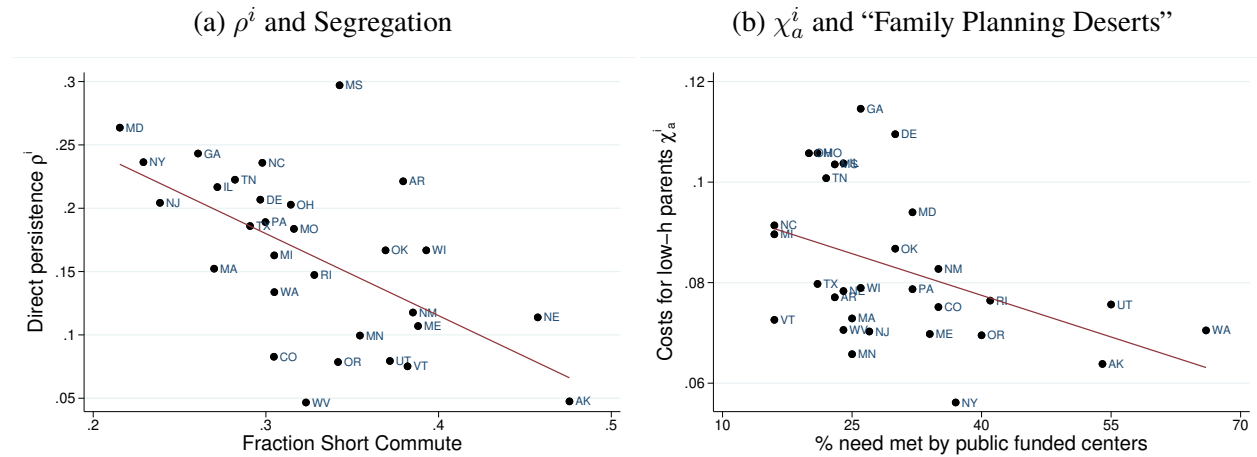 (a) ρ^i and Segregation
.3
.25
.2
.15
.1
.05
Direct persistence ρ^i
MS
MD
GA
NY
NC
TN
IL
AR
NJ
DE
OH
PA
TX
MO
OK
WI
MI
MA
RI
WA
NM
NE
ME
MN
CO
OR
UT
VT
WV
AK
.2 .3 .4 .5
Fraction Short Commute
(b) χ_a^i and “Family Planning Deserts”
.12
.1
.08
.06
Costs for low−h parents χ_a^i
GA
DE
MO
MS
TN
MD
NC
MI
OK
NM
TX
WI
PA
NE
AR
RI
UT
CO
VT
MA
WV
NJ
ME
OR
WA
MN
AK
NY
10 25 40 55 70
% need met by public funded centers